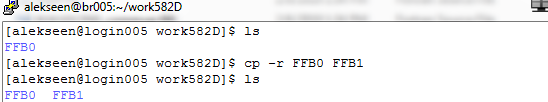 alekseen@br005:~/work582D
[alekseen@login005 work582D]$ ls
FFB0
[alekseen@login005 work582D]$ cp -r FFB0 FFB1
[alekseen@login005 work582D]$ ls
FFB0  FFB1